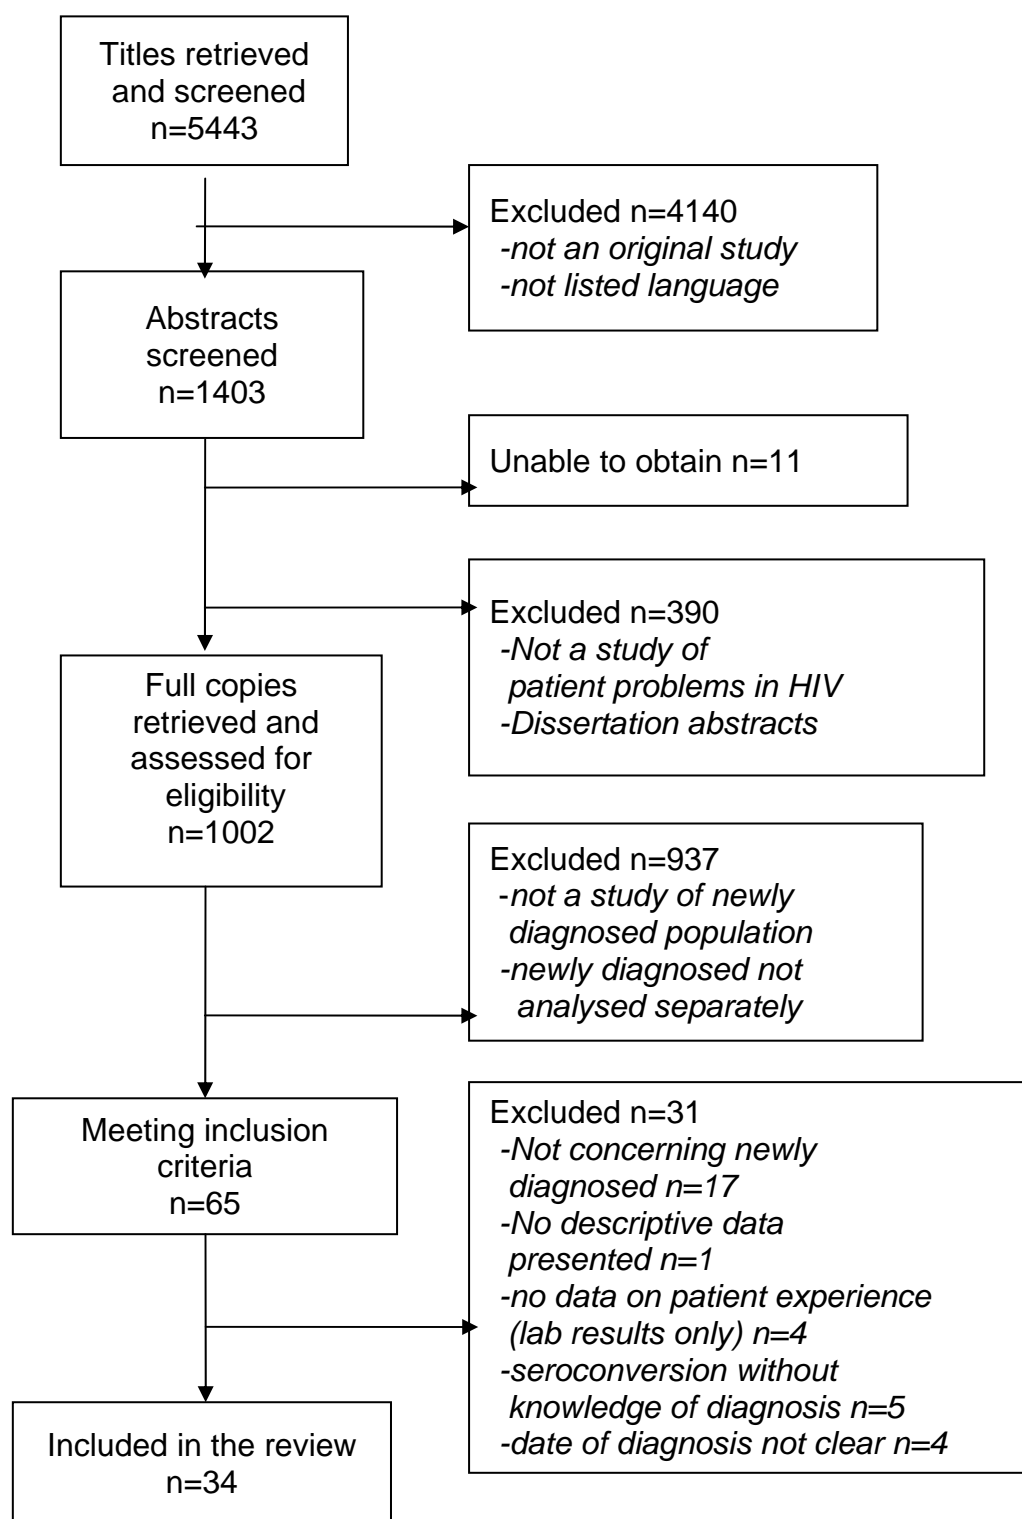 Titles retrieved
and screened
n=5443
Excluded n=4140
-not an original study
-not listed language
Abstracts
screened
n=1403
Unable to obtain n=11
Excluded n=390
-Not a study of
patient problems in HIV
-Dissertation abstracts
Full copies
retrieved and
assessed for
eligibility
n=1002
Excluded n=937
-not a study of newly
diagnosed population
-newly diagnosed not
analysed separately
Meeting inclusion
criteria
n=65
Excluded n=31
-Not concerning newly
diagnosed n=17
-No descriptive data
presented n=1
-no data on patient experience
(lab results only) n=4
-seroconversion without
knowledge of diagnosis n=5
-date of diagnosis not clear n=4
Included in the review
n=34